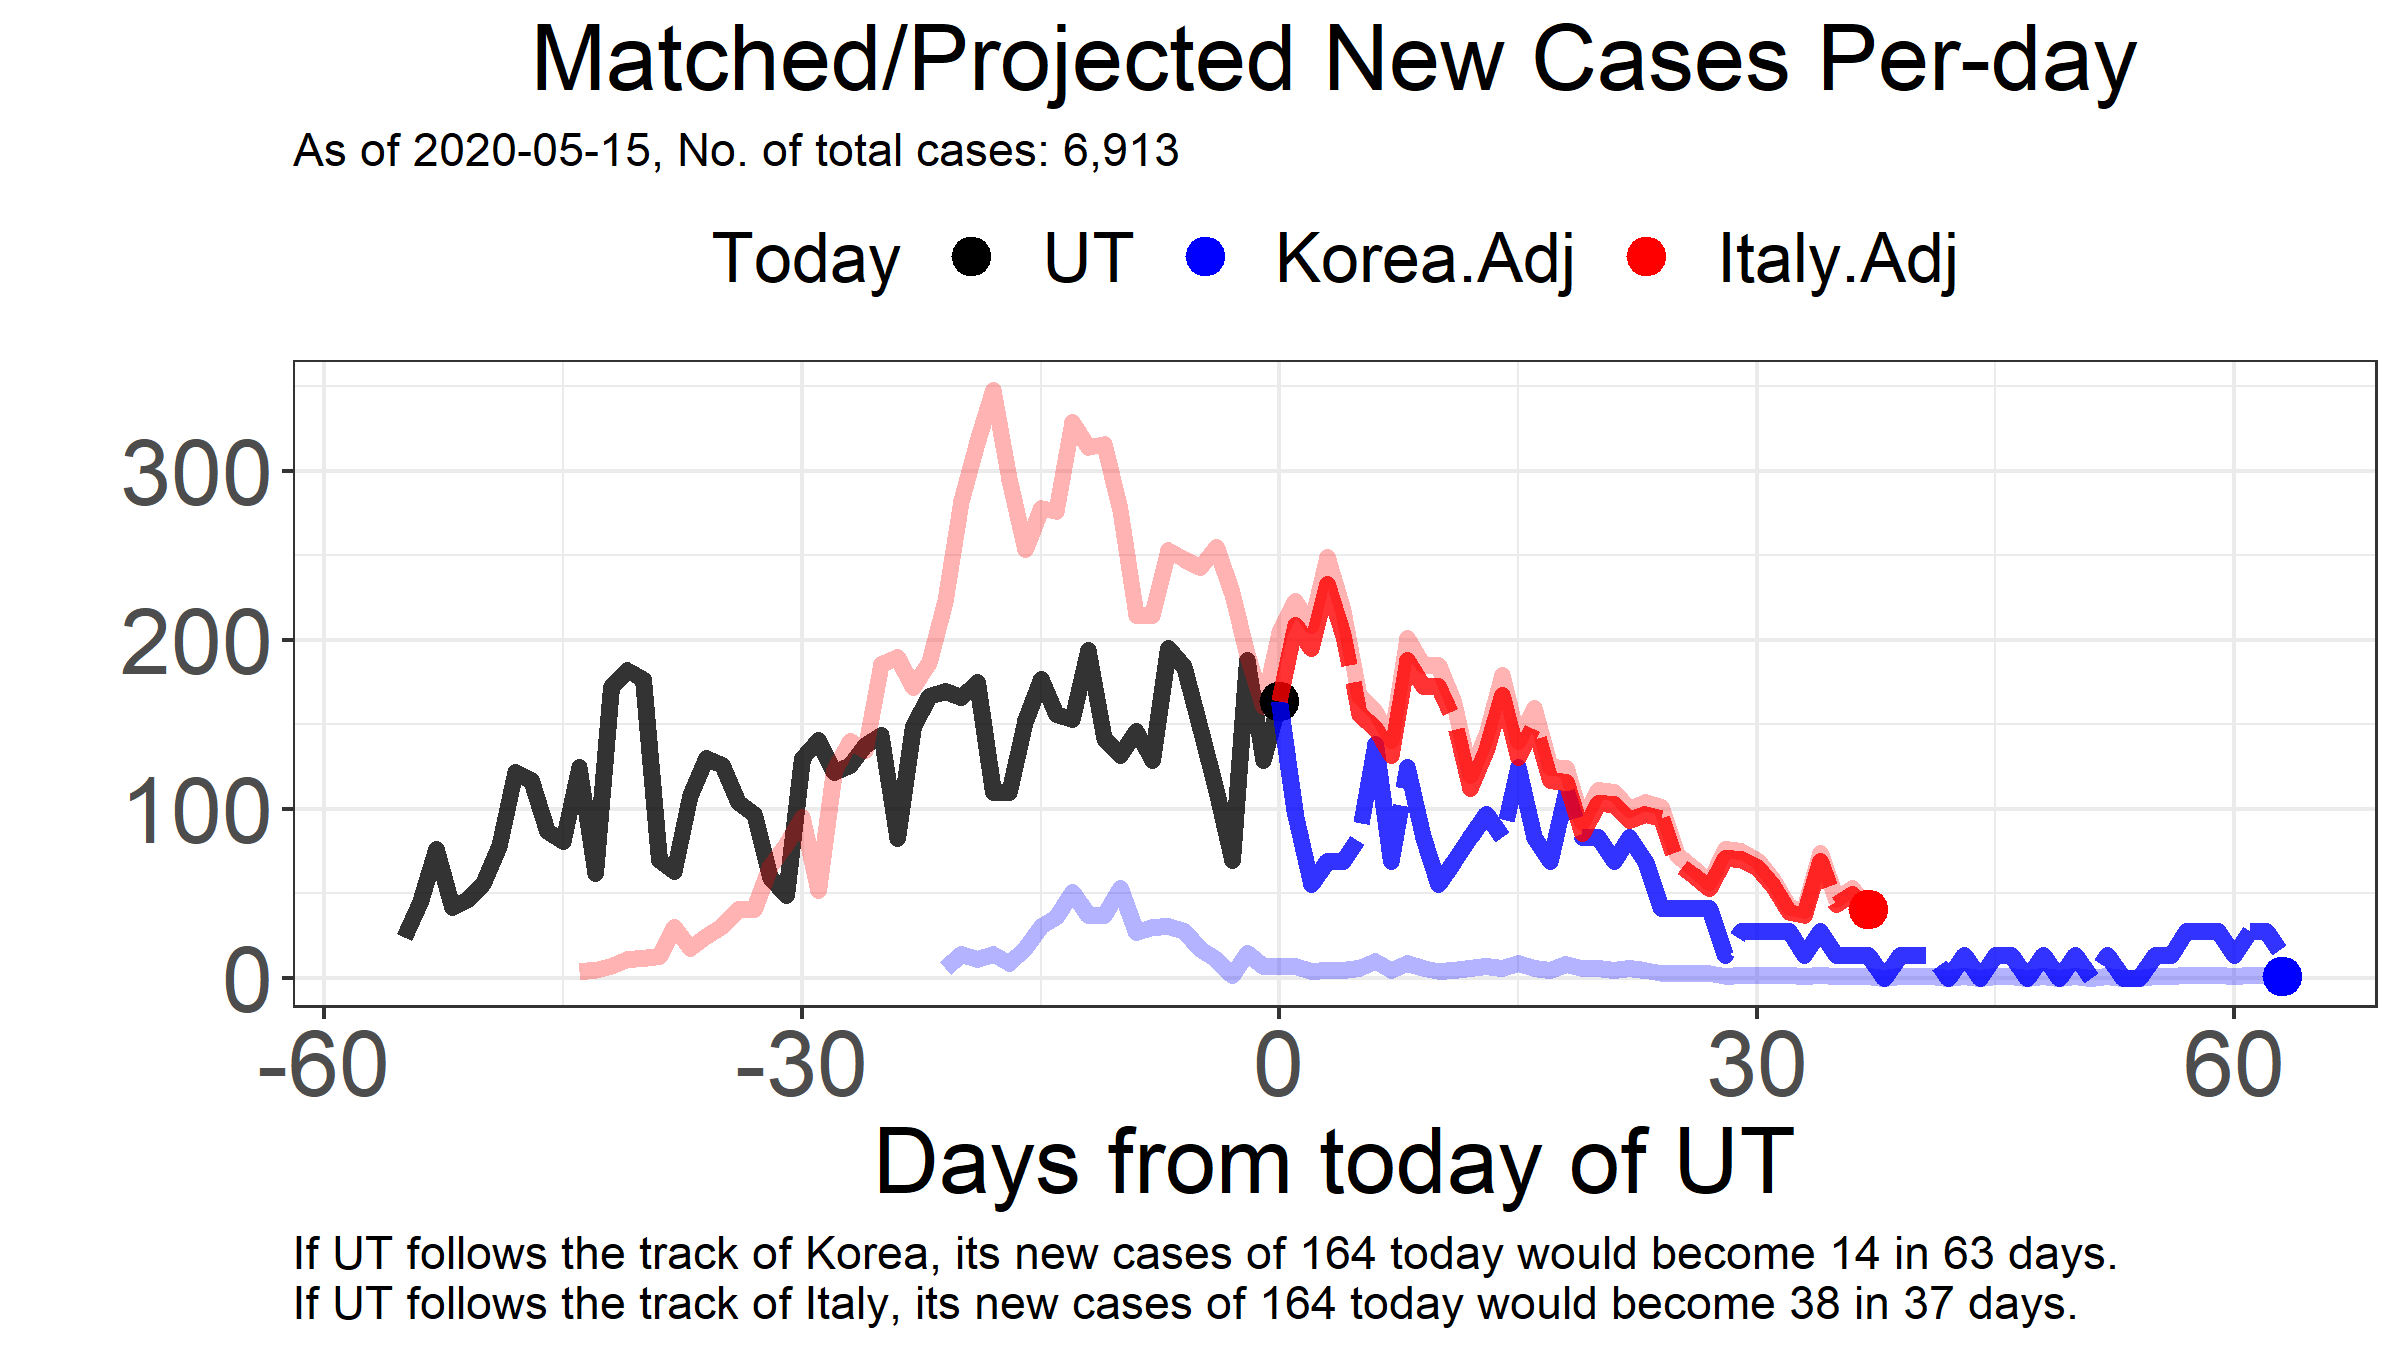 Matched/Projected New Cases Per-day
As of 2020-05-15, No. of total cases: 6,913
Today UT Korea.Adj Italy.Adj
300
200
100
0
-60 -30 0 30 60
Days from today of UT
If UT follows the track of Korea, its new cases of 164 today would become 14 in 63 days.
If UT follows the track of Italy, its new cases of 164 today would become 38 in 37 days.